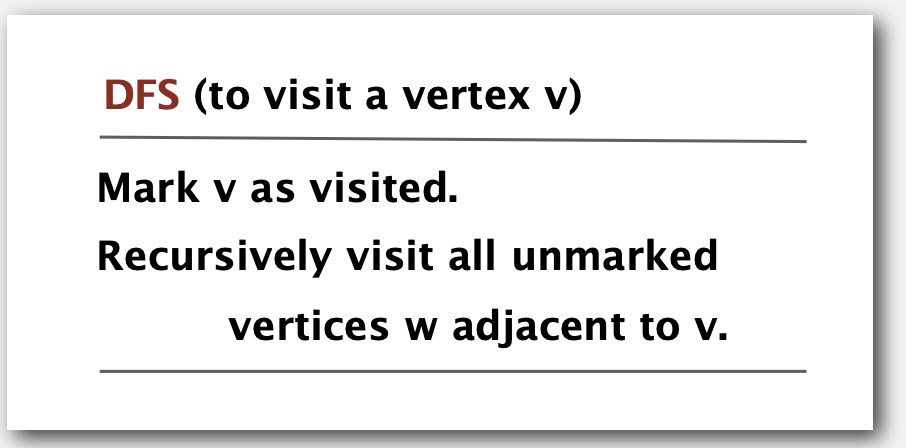 DFS (to visit a vertex v)
Mark v as visited.
Recursively visit all unmarked
vertices w adjacent to v.